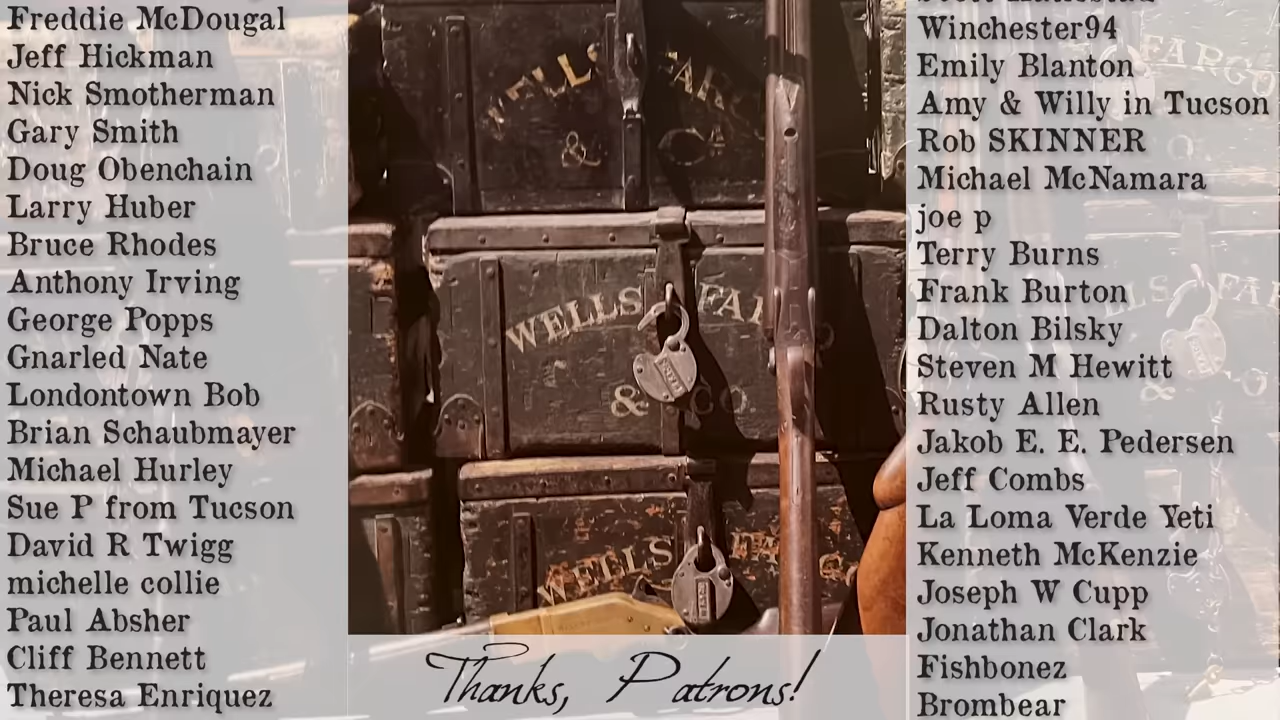 Freddie McDougal
Jeff Hickman
Nick Smotherman
Gary Smith
Doug Obenchain
Larry Huber
Bruce Rhodes
Anthony Irving
George Popps
Gnarled Nate
Londontown Bob
Brian Schaubmayer
Michael Hurley
Sue P from Tucson
David R Twigg
michelle collie
Paul Absher
Cliff Bennett
Theresa Enriquez
WELLS FARGO
& Co
WELLS FARGO
& CO.
WELLS FARGO
Thanks, Patrons!
Winchester94
Emily Blanton
Amy & Willy in Tucson
Rob SKINNER
Michael McNamara
joe p
Terry Burns
Frank Burton
Dalton Bilsky
Steven M Hewitt
Rusty Allen
Jakob E. E. Pedersen
Jeff Combs
La Loma Verde Yeti
Kenneth McKenzie
Joseph W Cupp
Jonathan Clark
Fishbonez
Brombear